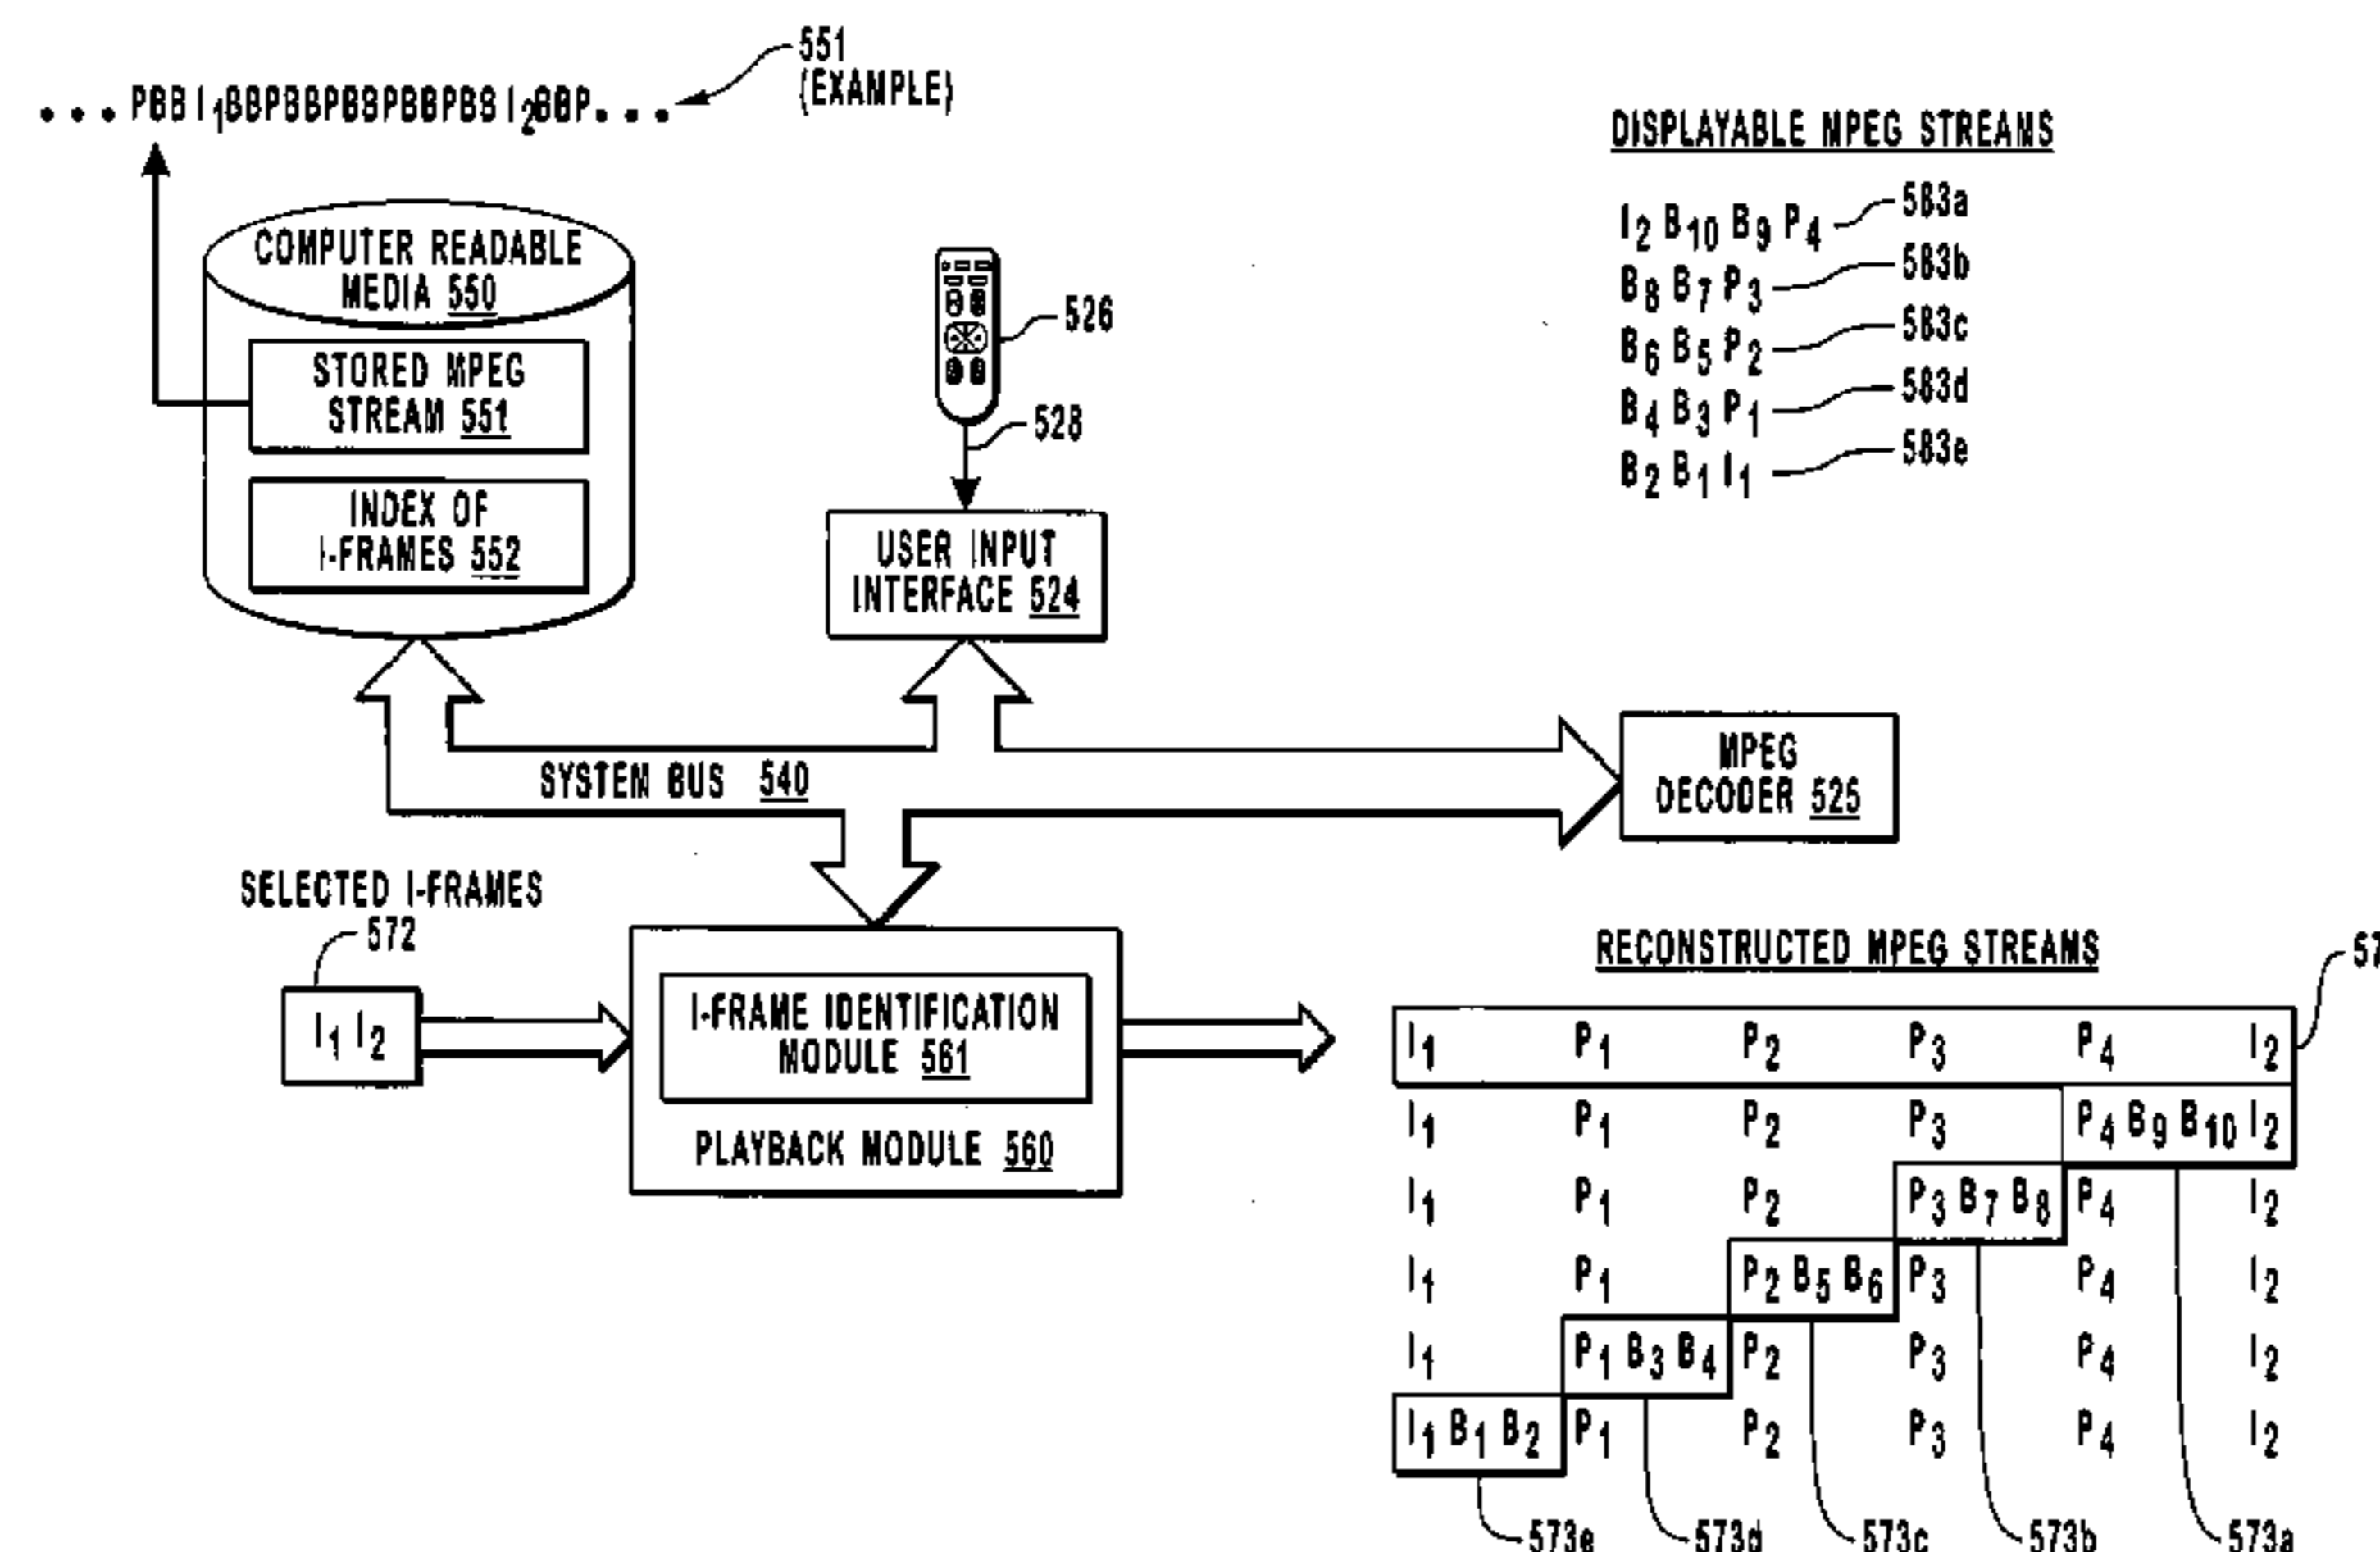 551
(EXAMPLE)
• • • PBB I1BBPBBPBBPBBPBB I2BBP• • •
DISPLAYABLE MPEG STREAMS
I2 B10 B9 P4 583a
B8 B7 P3 583b
B6 B5 P2 583c
B4 B3 P1 583d
B2 B1 I1 583e
COMPUTER READABLE
MEDIA 550
STORED MPEG
STREAM 551
INDEX OF
I-FRAMES 552
526
528
USER INPUT
INTERFACE 524
SYSTEM BUS 540
MPEG
DECODER 525
SELECTED I-FRAMES
572
I1 I2
I-FRAME IDENTIFICATION
MODULE 561
PLAYBACK MODULE 560
RECONSTRUCTED MPEG STREAMS
I1 P1 P2 P3 P4 I2
I1 P1 P2 P3 P4 B9 B10 I2
I1 P1 P2 P3 B7 B8 P4 I2
I1 P1 P2 B5 B6 P3 P4 I2
I1 P1 B3 B4 P2 P3 P4 I2
I1 B1 B2 P1 P2 P3 P4 I2
573e 573d 573c 573b 573a